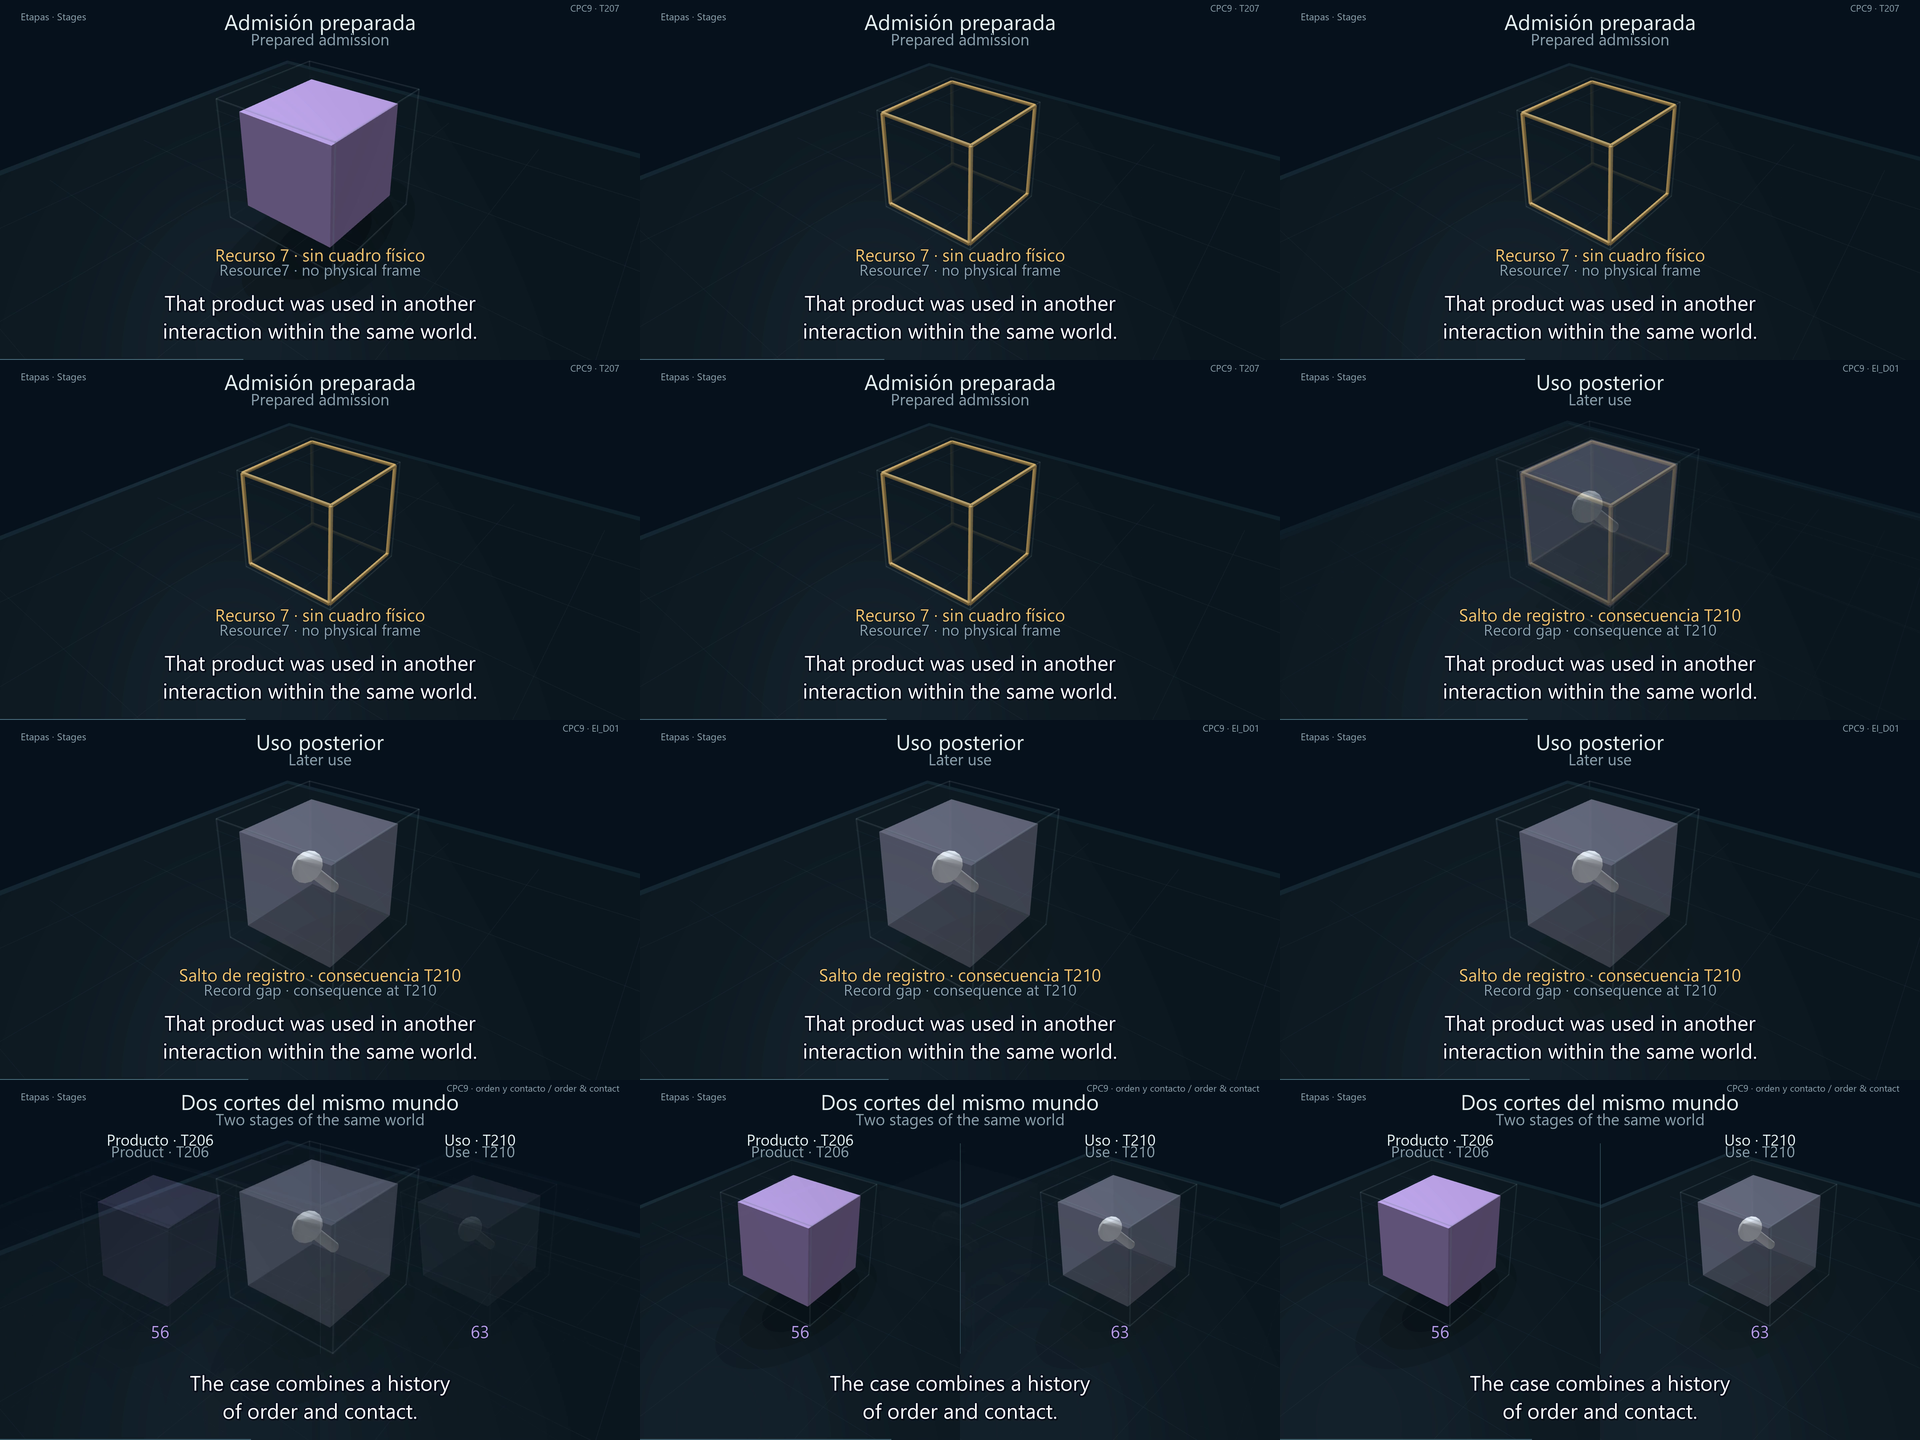 Etapas · Stages
CPC9 · T207
Admisión preparada
Prepared admission
Recurso 7 · sin cuadro físico
Resource7 · no physical frame
That product was used in another
interaction within the same world.
Etapas · Stages
CPC9 · T207
Admisión preparada
Prepared admission
Recurso 7 · sin cuadro físico
Resource7 · no physical frame
That product was used in another
interaction within the same world.
Etapas · Stages
CPC9 · T207
Admisión preparada
Prepared admission
Recurso 7 · sin cuadro físico
Resource7 · no physical frame
That product was used in another
interaction within the same world.
Etapas · Stages
CPC9 · T207
Admisión preparada
Prepared admission
Recurso 7 · sin cuadro físico
Resource7 · no physical frame
That product was used in another
interaction within the same world.
Etapas · Stages
CPC9 · T207
Admisión preparada
Prepared admission
Recurso 7 · sin cuadro físico
Resource7 · no physical frame
That product was used in another
interaction within the same world.
Etapas · Stages
CPC9 · EI_D01
Uso posterior
Later use
Salto de registro · consecuencia T210
Record gap · consequence at T210
That product was used in another
interaction within the same world.
Etapas · Stages
CPC9 · EI_D01
Uso posterior
Later use
Salto de registro · consecuencia T210
Record gap · consequence at T210
That product was used in another
interaction within the same world.
Etapas · Stages
CPC9 · EI_D01
Uso posterior
Later use
Salto de registro · consecuencia T210
Record gap · consequence at T210
That product was used in another
interaction within the same world.
Etapas · Stages
CPC9 · EI_D01
Uso posterior
Later use
Salto de registro · consecuencia T210
Record gap · consequence at T210
That product was used in another
interaction within the same world.
Etapas · Stages
CPC9 · orden y contacto / order & contact
Dos cortes del mismo mundo
Two stages of the same world
Producto · T206
Product · T206
Uso · T210
Use · T210
56
63
The case combines a history
of order and contact.
Etapas · Stages
CPC9 · orden y contacto / order & contact
Dos cortes del mismo mundo
Two stages of the same world
Producto · T206
Product · T206
Uso · T210
Use · T210
56
63
The case combines a history
of order and contact.
Etapas · Stages
CPC9 · orden y contacto / order & contact
Dos cortes del mismo mundo
Two stages of the same world
Producto · T206
Product · T206
Uso · T210
Use · T210
56
63
The case combines a history
of order and contact.